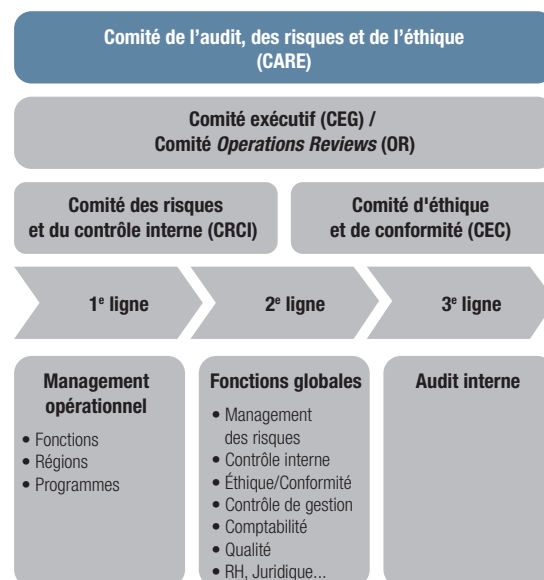 Comité de l'audit, des risques et de l'éthique
(CARE)
Comité exécutif (CEG) /
Comité Operations Reviews (OR)
Comité des risques
et du contrôle interne (CRCI)
Comité d'éthique
et de conformité (CEC)
1e ligne
2e ligne
3e ligne
Management
opérationnel
• Fonctions
• Régions
• Programmes
Fonctions globales
• Management
des risques
• Contrôle interne
• Éthique/Conformité
• Contrôle de gestion
• Comptabilité
• Qualité
• RH, Juridique...
Audit interne